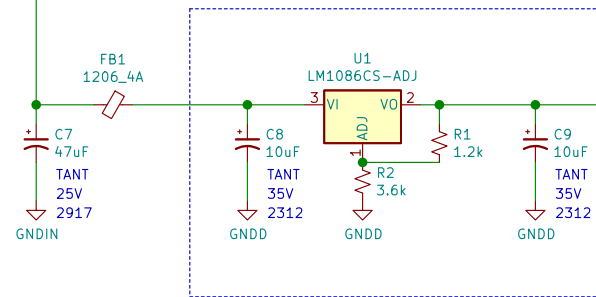 FB1
1206_4A
U1
LM1086CS-ADJ
3
VI
VO
2
ADJ
1
C7
47uF
TANT
25V
2917
GNDIN
C8
10uF
TANT
35V
2312
GNDD
R2
3.6k
GNDD
R1
1.2k
C9
10uF
TANT
35V
2312
GNDD